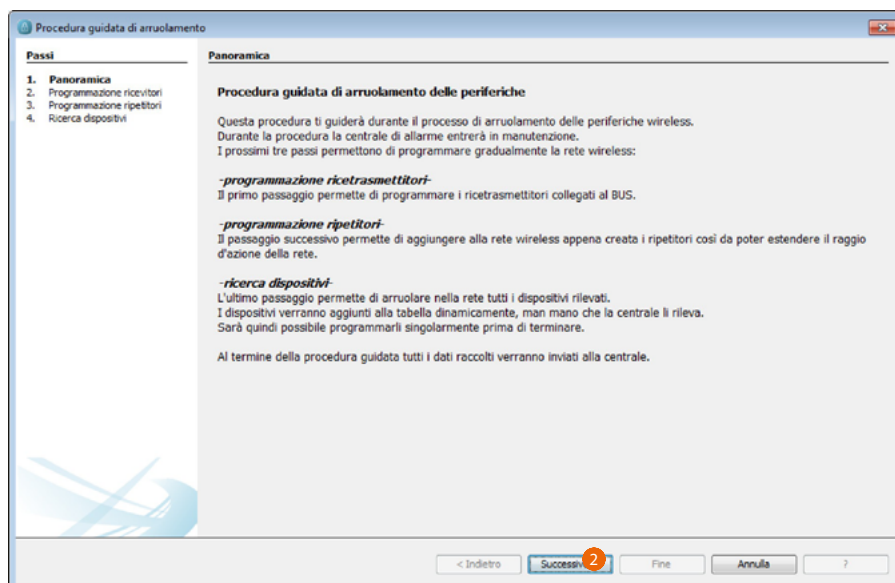 Procedura guidata di arruolamento
Passi
1. Panoramica
2. Programmazione ricevitori
3. Programmazione ripetitori
4. Ricerca dispositivi
Panoramica
Procedura guidata di arruolamento delle periferiche
Questa procedura ti guiderà durante il processo di arruolamento delle periferiche wireless.
Durante la procedura la centrale di allarme entrerà in manutenzione.
I prossimi tre passi permettono di programmare gradualmente la rete wireless:
-programmazione ricetrasmettitori-
Il primo passaggio permette di programmare i ricetrasmettitori collegati al BUS.
-programmazione ripetitori-
Il passaggio successivo permette di aggiungere alla rete wireless appena creata i ripetitori così da poter estendere il raggio
d'azione della rete.
-ricerca dispositivi-
L'ultimo passaggio permette di arruolare nella rete tutti i dispositivi rilevati.
I dispositivi verranno aggiunti alla tabella dinamicamente, man mano che la centrale li rileva.
Sarà quindi possibile programmarli singolarmente prima di terminare.
Al termine della procedura guidata tutti i dati raccolti verranno inviati alla centrale.
< Indietro Successiv 2 Fine Annulla ?